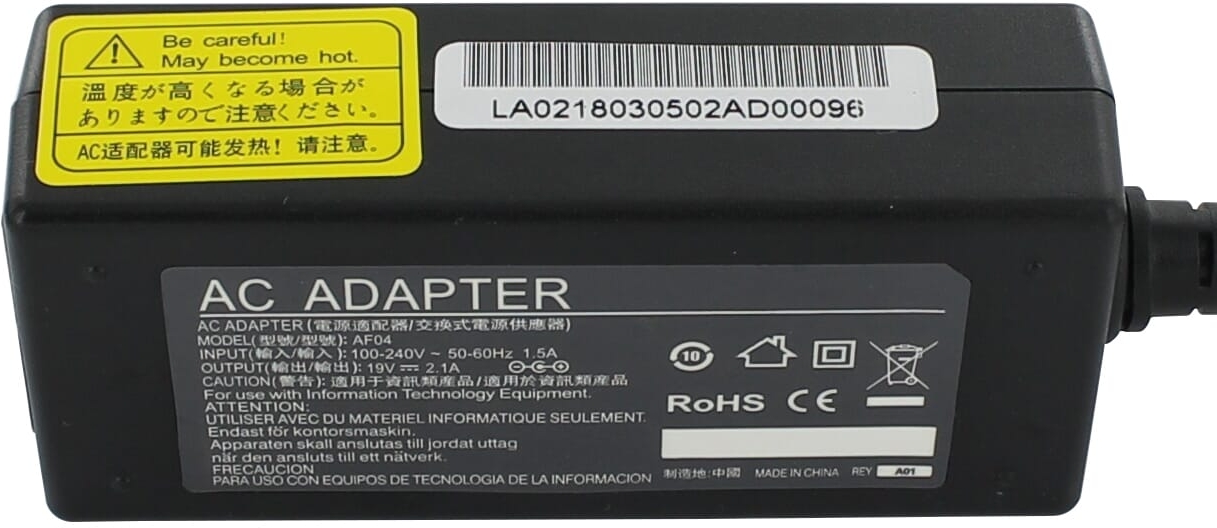 Be careful!
May become hot.
温度が高くなる場合が
ありますので注意ください。
AC适配器可能发热！请注意。
LA0218030502AD00096
AC ADAPTER
AC ADAPTER (電源適配器/交換式電源供應器)
MODEL(型號/型號): AF04
INPUT(輸入/輸入): 100-240V ~ 50-60Hz 1.5A
OUTPUT(輸出/輸出): 19V ⎓ 2.1A
CAUTION(警告): 適用于資訊類産品/適用於資訊類産品
For use with Information Technology Equipment.
ATTENTION:
UTILISER AVEC DU MATERIEL INFORMATIQUE SEULEMENT.
Endast för kontorsmaskin.
Apparaten skall anslutas till jordat uttag
når den ansluts till ett nätverk.
PRECAUCION
PARA USO CON EQUIPOS DE TECNOLOGIA DE LA INFORMACION
10
RoHS CE
制造地:中國 MADE IN CHINA REY A01